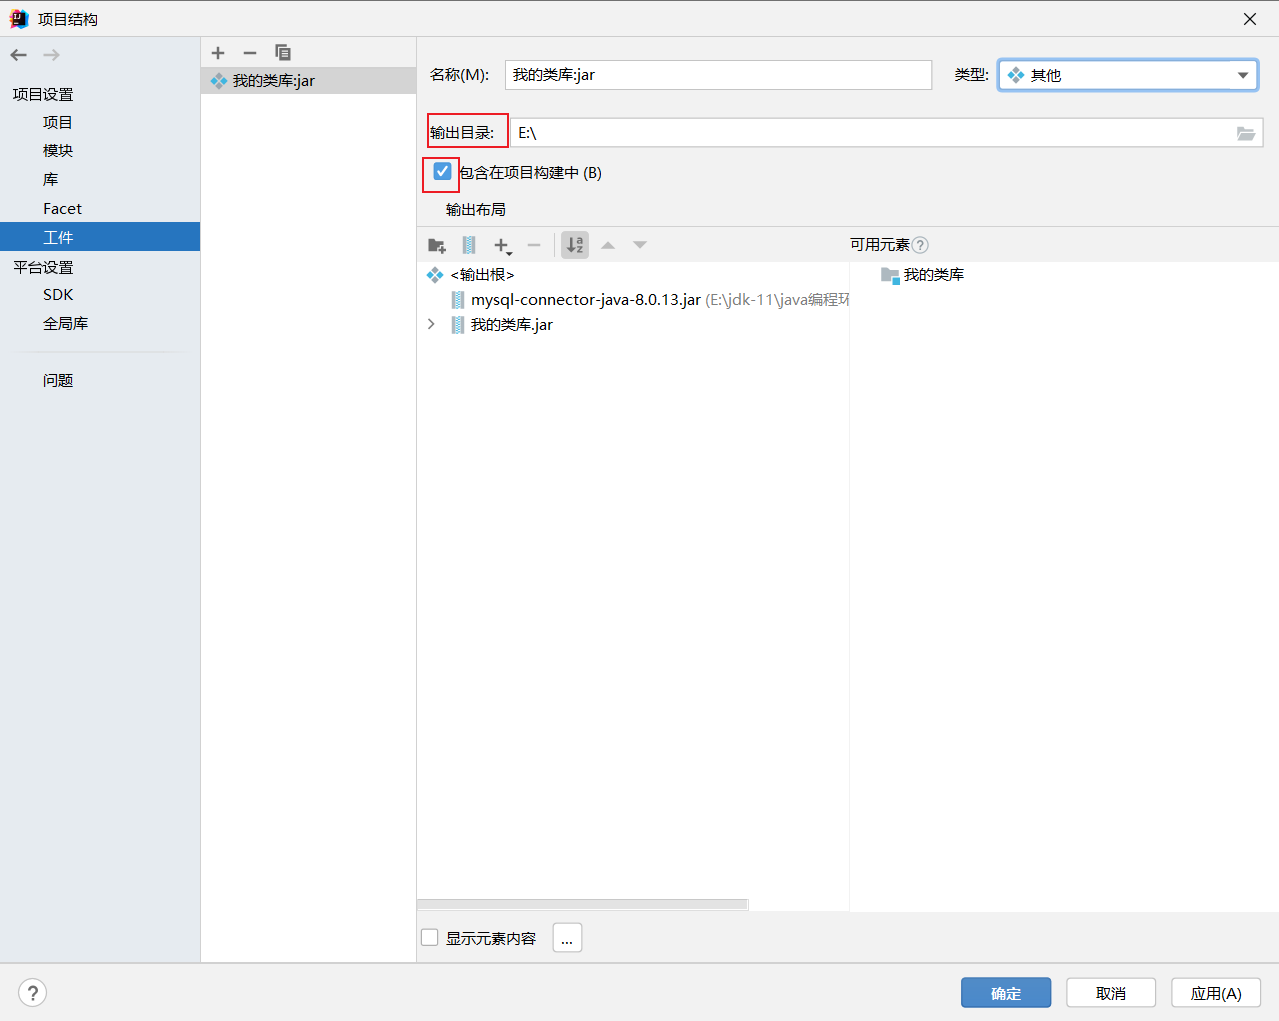 项目结构
项目设置
项目
模块
库
Facet
工件
平台设置
SDK
全局库
问题
我的类库:jar
名称(M): 我的类库:jar 类型: 其他
输出目录: E:\
包含在项目构建中 (B)
输出布局
可用元素?
<输出根>
mysql-connector-java-8.0.13.jar (E:\jdk-11\java编程环
我的类库.jar
我的类库
显示元素内容 ...
? 确定 取消 应用(A)